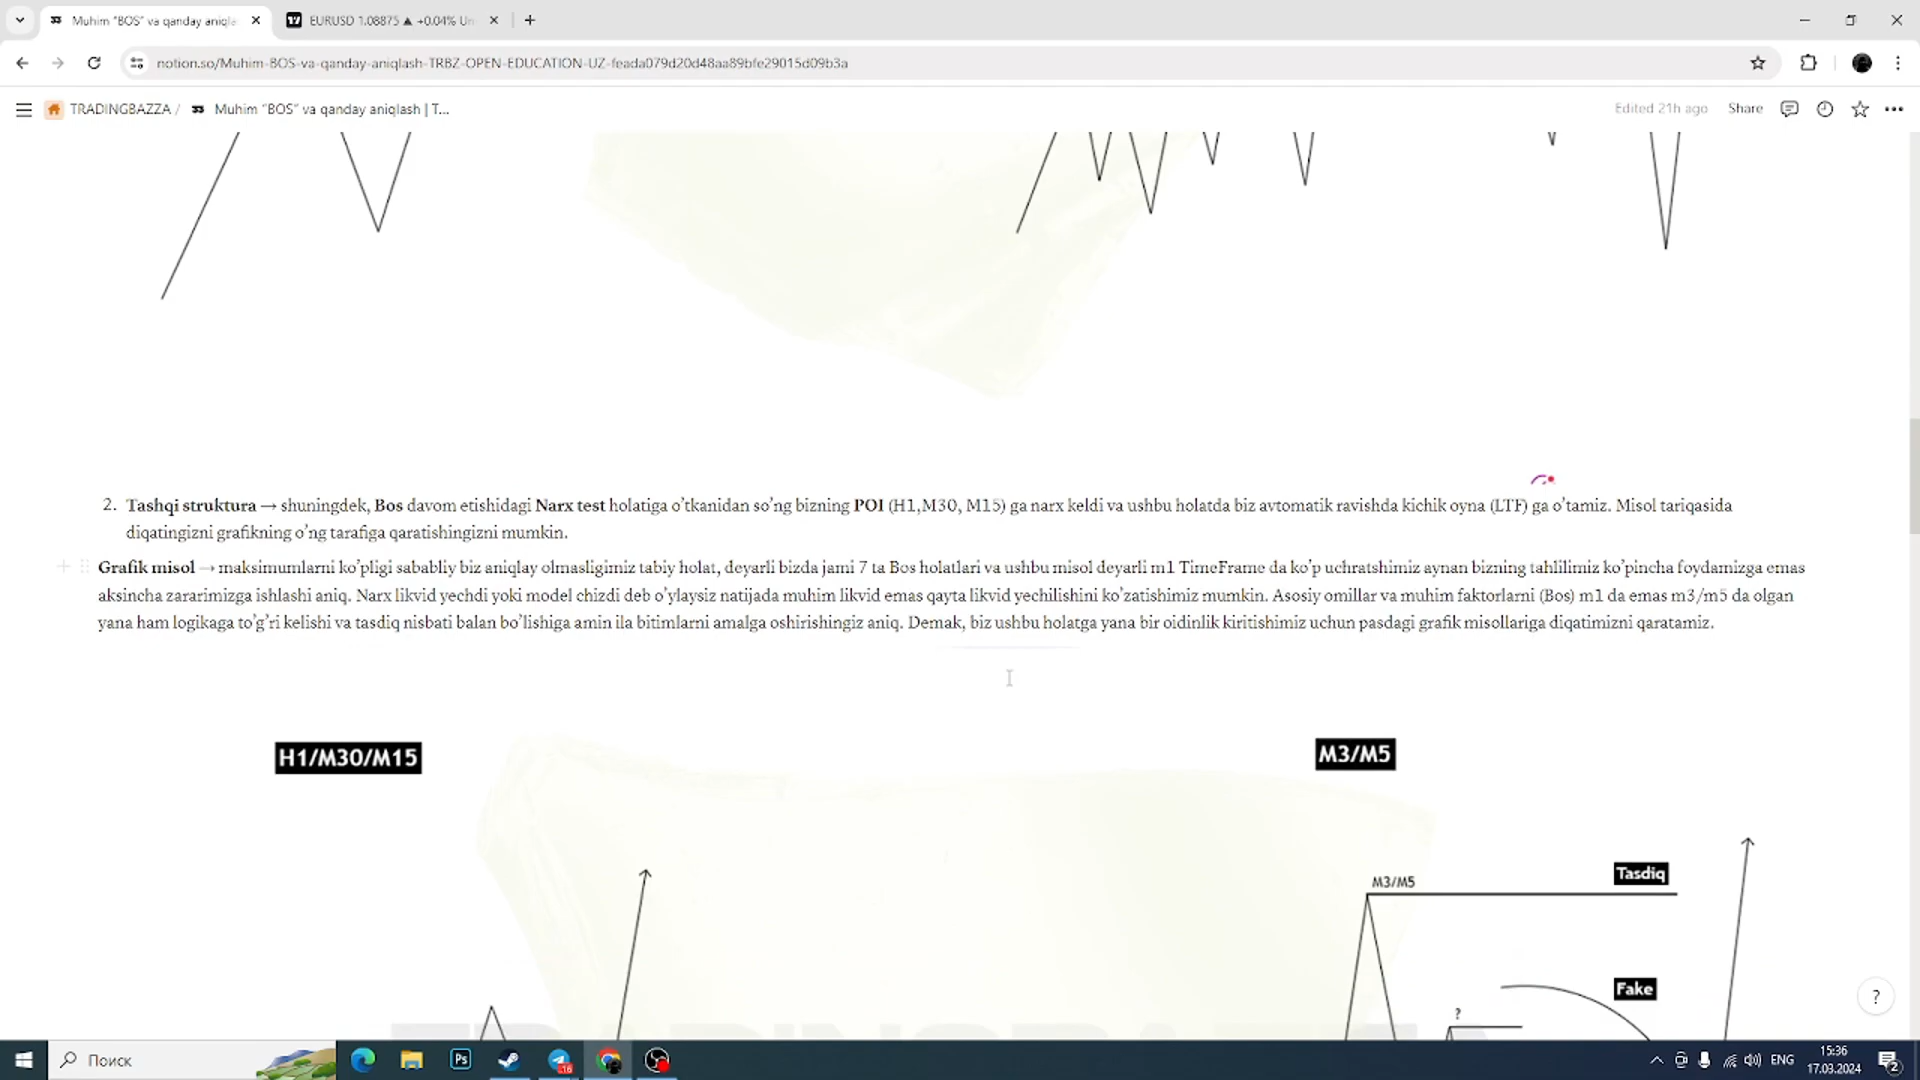 Muhim “BOS” va qanday aniqla
EURUSD 1.08875 ▲ +0.04% Un
notion.so/Muhim-BOS-va-qanday-aniqlash-TRBZ-OPEN-EDUCATION-UZ-feada079d20d48aa89bfe29015d09b3a
TRADINGBAZZA / Muhim “BOS” va qanday aniqlash | T...
Edited 21h ago Share
2. Tashqi struktura → shuningdek, Bos davom etishidagi Narx test holatiga o’tkanidan so’ng bizning POI (H1,M30, M15) ga narx keldi va ushbu holatda biz avtomatik ravishda kichik oyna (LTF) ga o’tamiz. Misol tariqasida
diqatingizni grafikning o’ng tarafiga qaratishingizni mumkin.
Grafik misol → maksimumlarni ko’pligi sababliy biz aniqlay olmasligimiz tabiy holat, deyarli bizda jami 7 ta Bos holatlari va ushbu misol deyarli m1 TimeFrame da ko’p uchratshimiz aynan bizning tahlilimiz ko’pincha foydamizga emas
aksincha zararimizga ishlashi aniq. Narx likvid yechdi yoki model chizdi deb o’ylaysiz natijada muhim likvid emas qayta likvid yechilishini ko’zatishimiz mumkin. Asosiy omillar va muhim faktorlarni (Bos) m1 da emas m3/m5 da olgan
yana ham logikaga to’g’ri kelishi va tasdiq nisbati balan bo’lishiga amin ila bitimlarni amalga oshirishingiz aniq. Demak, biz ushbu holatga yana bir oidinlik kiritishimiz uchun pasdagi grafik misollariga diqatimizni qaratamiz.
H1/M30/M15
M3/M5
M3/M5
Tasdiq
Fake
?
?
Поиск
Ps
16
ENG
15:36
17.03.2024
2